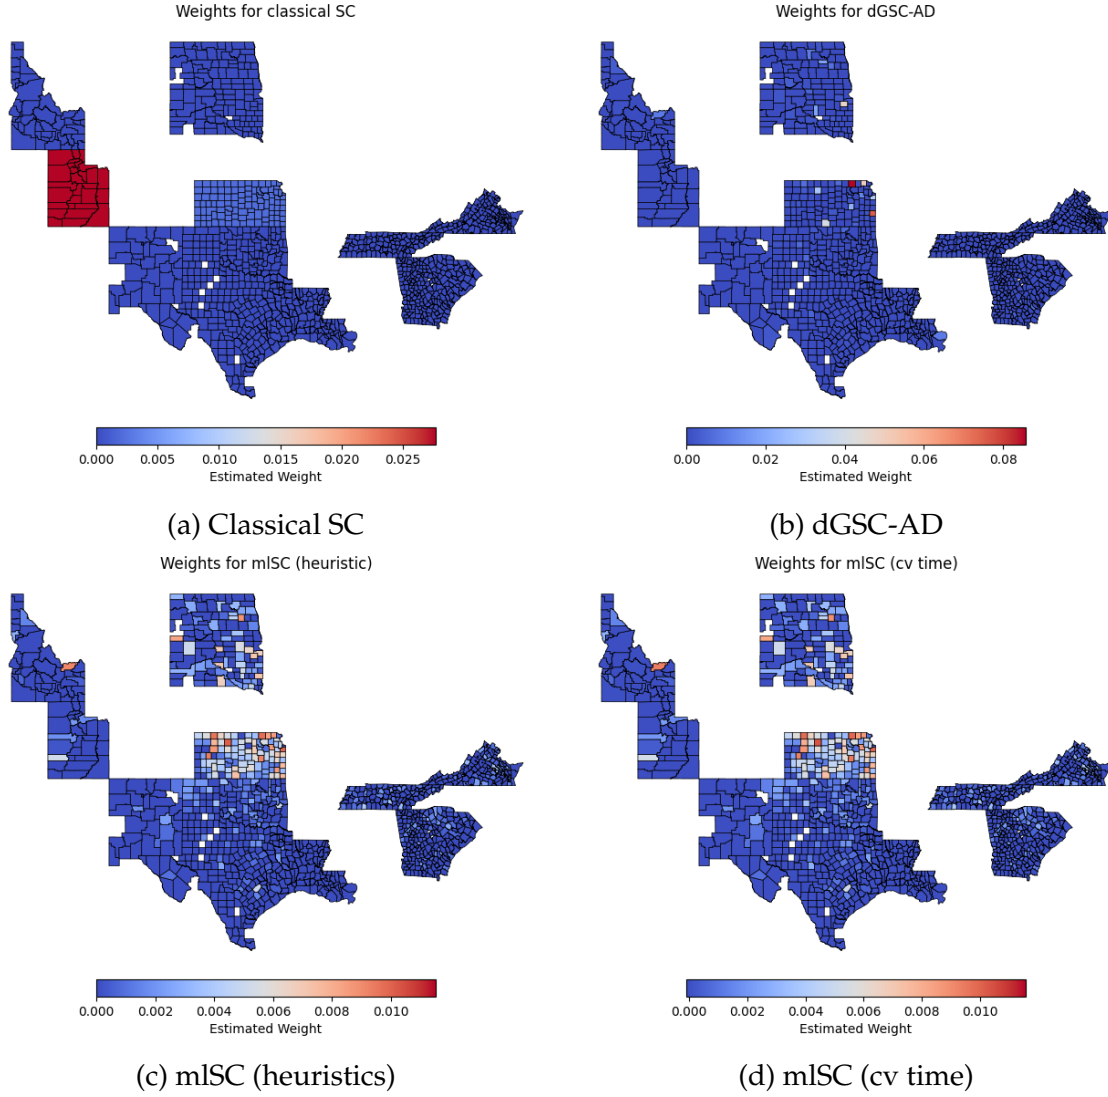 Weights for classical SC
Weights for dGSC-AD
0.000 0.005 0.010 0.015 0.020 0.025
Estimated Weight
0.00 0.02 0.04 0.06 0.08
Estimated Weight
(a) Classical SC
(b) dGSC-AD
Weights for mlSC (heuristic)
Weights for mlSC (cv time)
0.000 0.002 0.004 0.006 0.008 0.010
Estimated Weight
0.000 0.002 0.004 0.006 0.008 0.010
Estimated Weight
(c) mlSC (heuristics)
(d) mlSC (cv time)